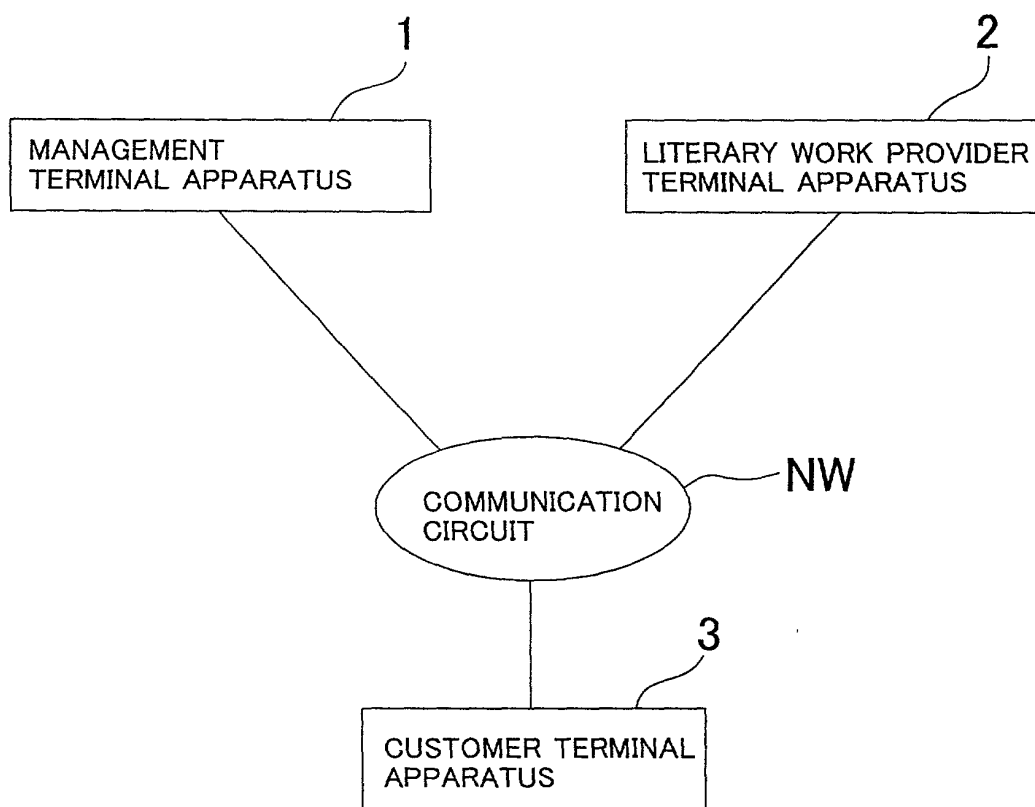 1
2
MANAGEMENT
TERMINAL APPARATUS
LITERARY WORK PROVIDER
TERMINAL APPARATUS
COMMUNICATION
CIRCUIT
NW
3
CUSTOMER TERMINAL
APPARATUS